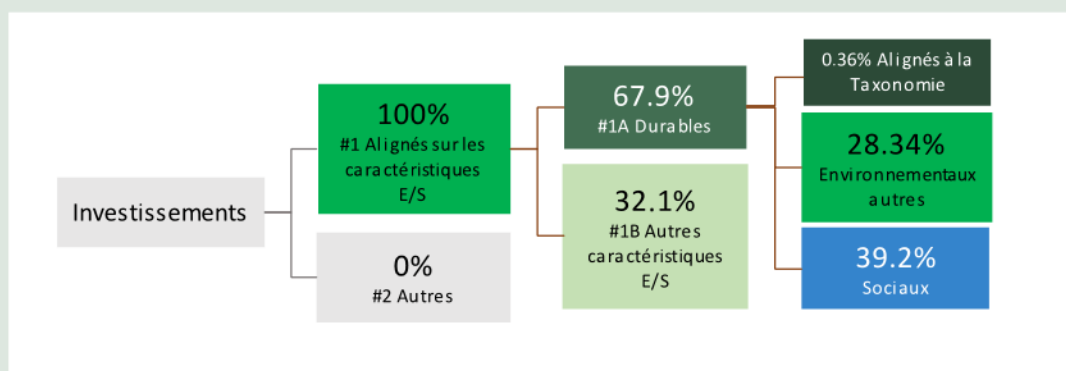 Investissements
100%
#1 Alignés sur les
caractéristiques
E/S
0%
#2 Autres
67.9%
#1A Durables
32.1%
#1B Autres
caractéristiques
E/S
0.36% Alignés à la
Taxonomie
28.34%
Environnementaux
autres
39.2%
Sociaux